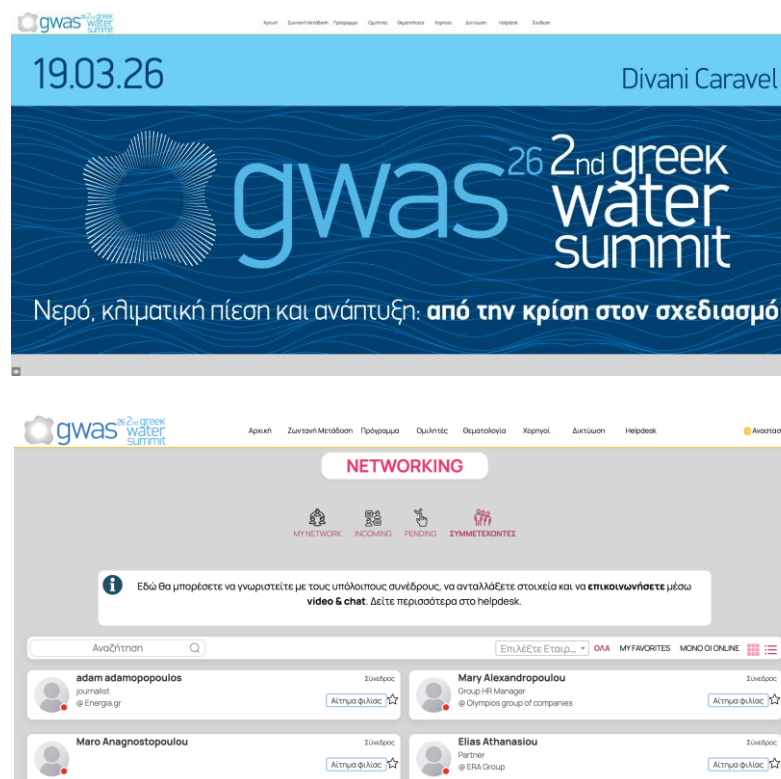 gwas 26 2nd greek water summit
Αρχική Ζωντανή Μετάδοση Πρόγραμμα Ομιλητές Θεματολογία Χορηγοί Δικτύωση Helpdesk Σύνδεση
19.03.26 Divani Caravel
gwas 26 2nd greek
water
summit
Νερό, κλιματική πίεση και ανάπτυξη: από την κρίση στον σχεδιασμό
gwas 26 2nd greek water summit
Αρχική Ζωντανή Μετάδοση Πρόγραμμα Ομιλητές Θεματολογία Χορηγοί Δικτύωση Helpdesk Αναστασ
NETWORKING
MY NETWORK INCOMING PENDING ΣΥΜΜΕΤΕΧΟΝΤΕΣ
Εδώ θα μπορέσετε να γνωριστείτε με τους υπόλοιπους συνέδρους, να ανταλλάξετε στοιχεία και να επικοινωνήσετε μέσω
video & chat. Δείτε περισσότερα στο helpdesk.
Αναζήτηση Επιλέξτε Εταιρ... ΟΛΑ MY FAVORITES ΜΟΝΟ ΟΙ ONLINE
adam adamopopoulos Σύνεδρος
journalist
@ Energia.gr Αίτημα φιλίας
Mary Alexandropoulou Σύνεδρος
Group HR Manager
@ Olympios group of companies Αίτημα φιλίας
Maro Anagnostopoulou Σύνεδρος
Αίτημα φιλίας
Elias Athanasiou Σύνεδρος
Partner
@ ERA Group Αίτημα φιλίας